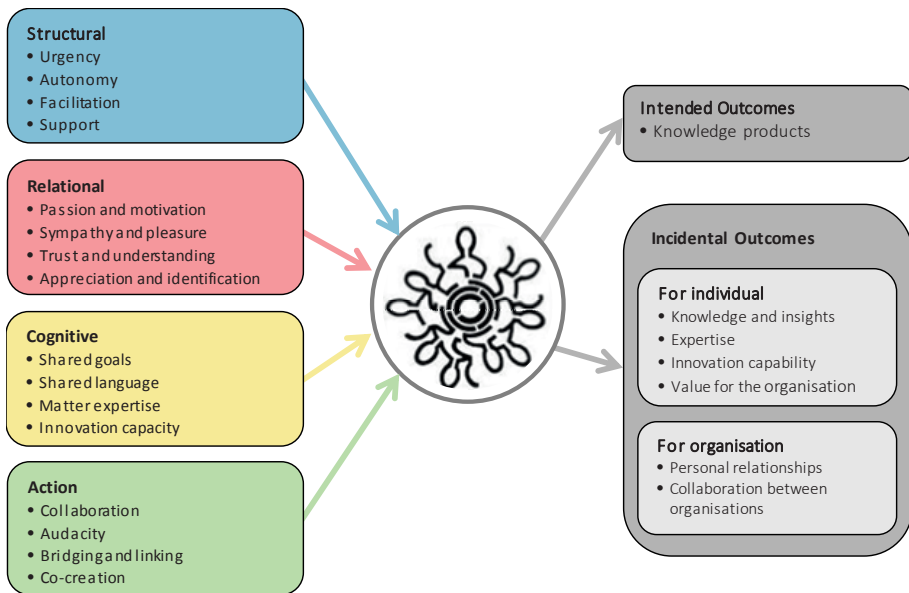 Structural
• Urgency
• Autonomy
• Facilitation
• Support
Relational
• Passion and motivation
• Sympathy and pleasure
• Trust and understanding
• Appreciation and identification
Cognitive
• Shared goals
• Shared language
• Matter expertise
• Innovation capacity
Action
• Collaboration
• Audacity
• Bridging and linking
• Co-creation
Intended Outcomes
• Knowledge products
Incidental Outcomes
For individual
• Knowledge and insights
• Expertise
• Innovation capability
• Value for the organisation
For organisation
• Personal relationships
• Collaboration between
organisations